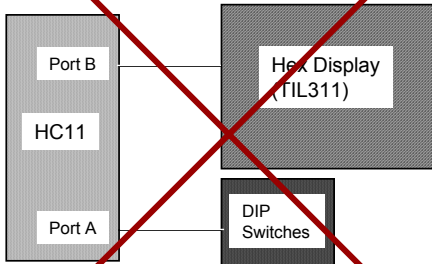 Port B
Hex Display
(TIL311)
HC11
Port A
DIP
Switches